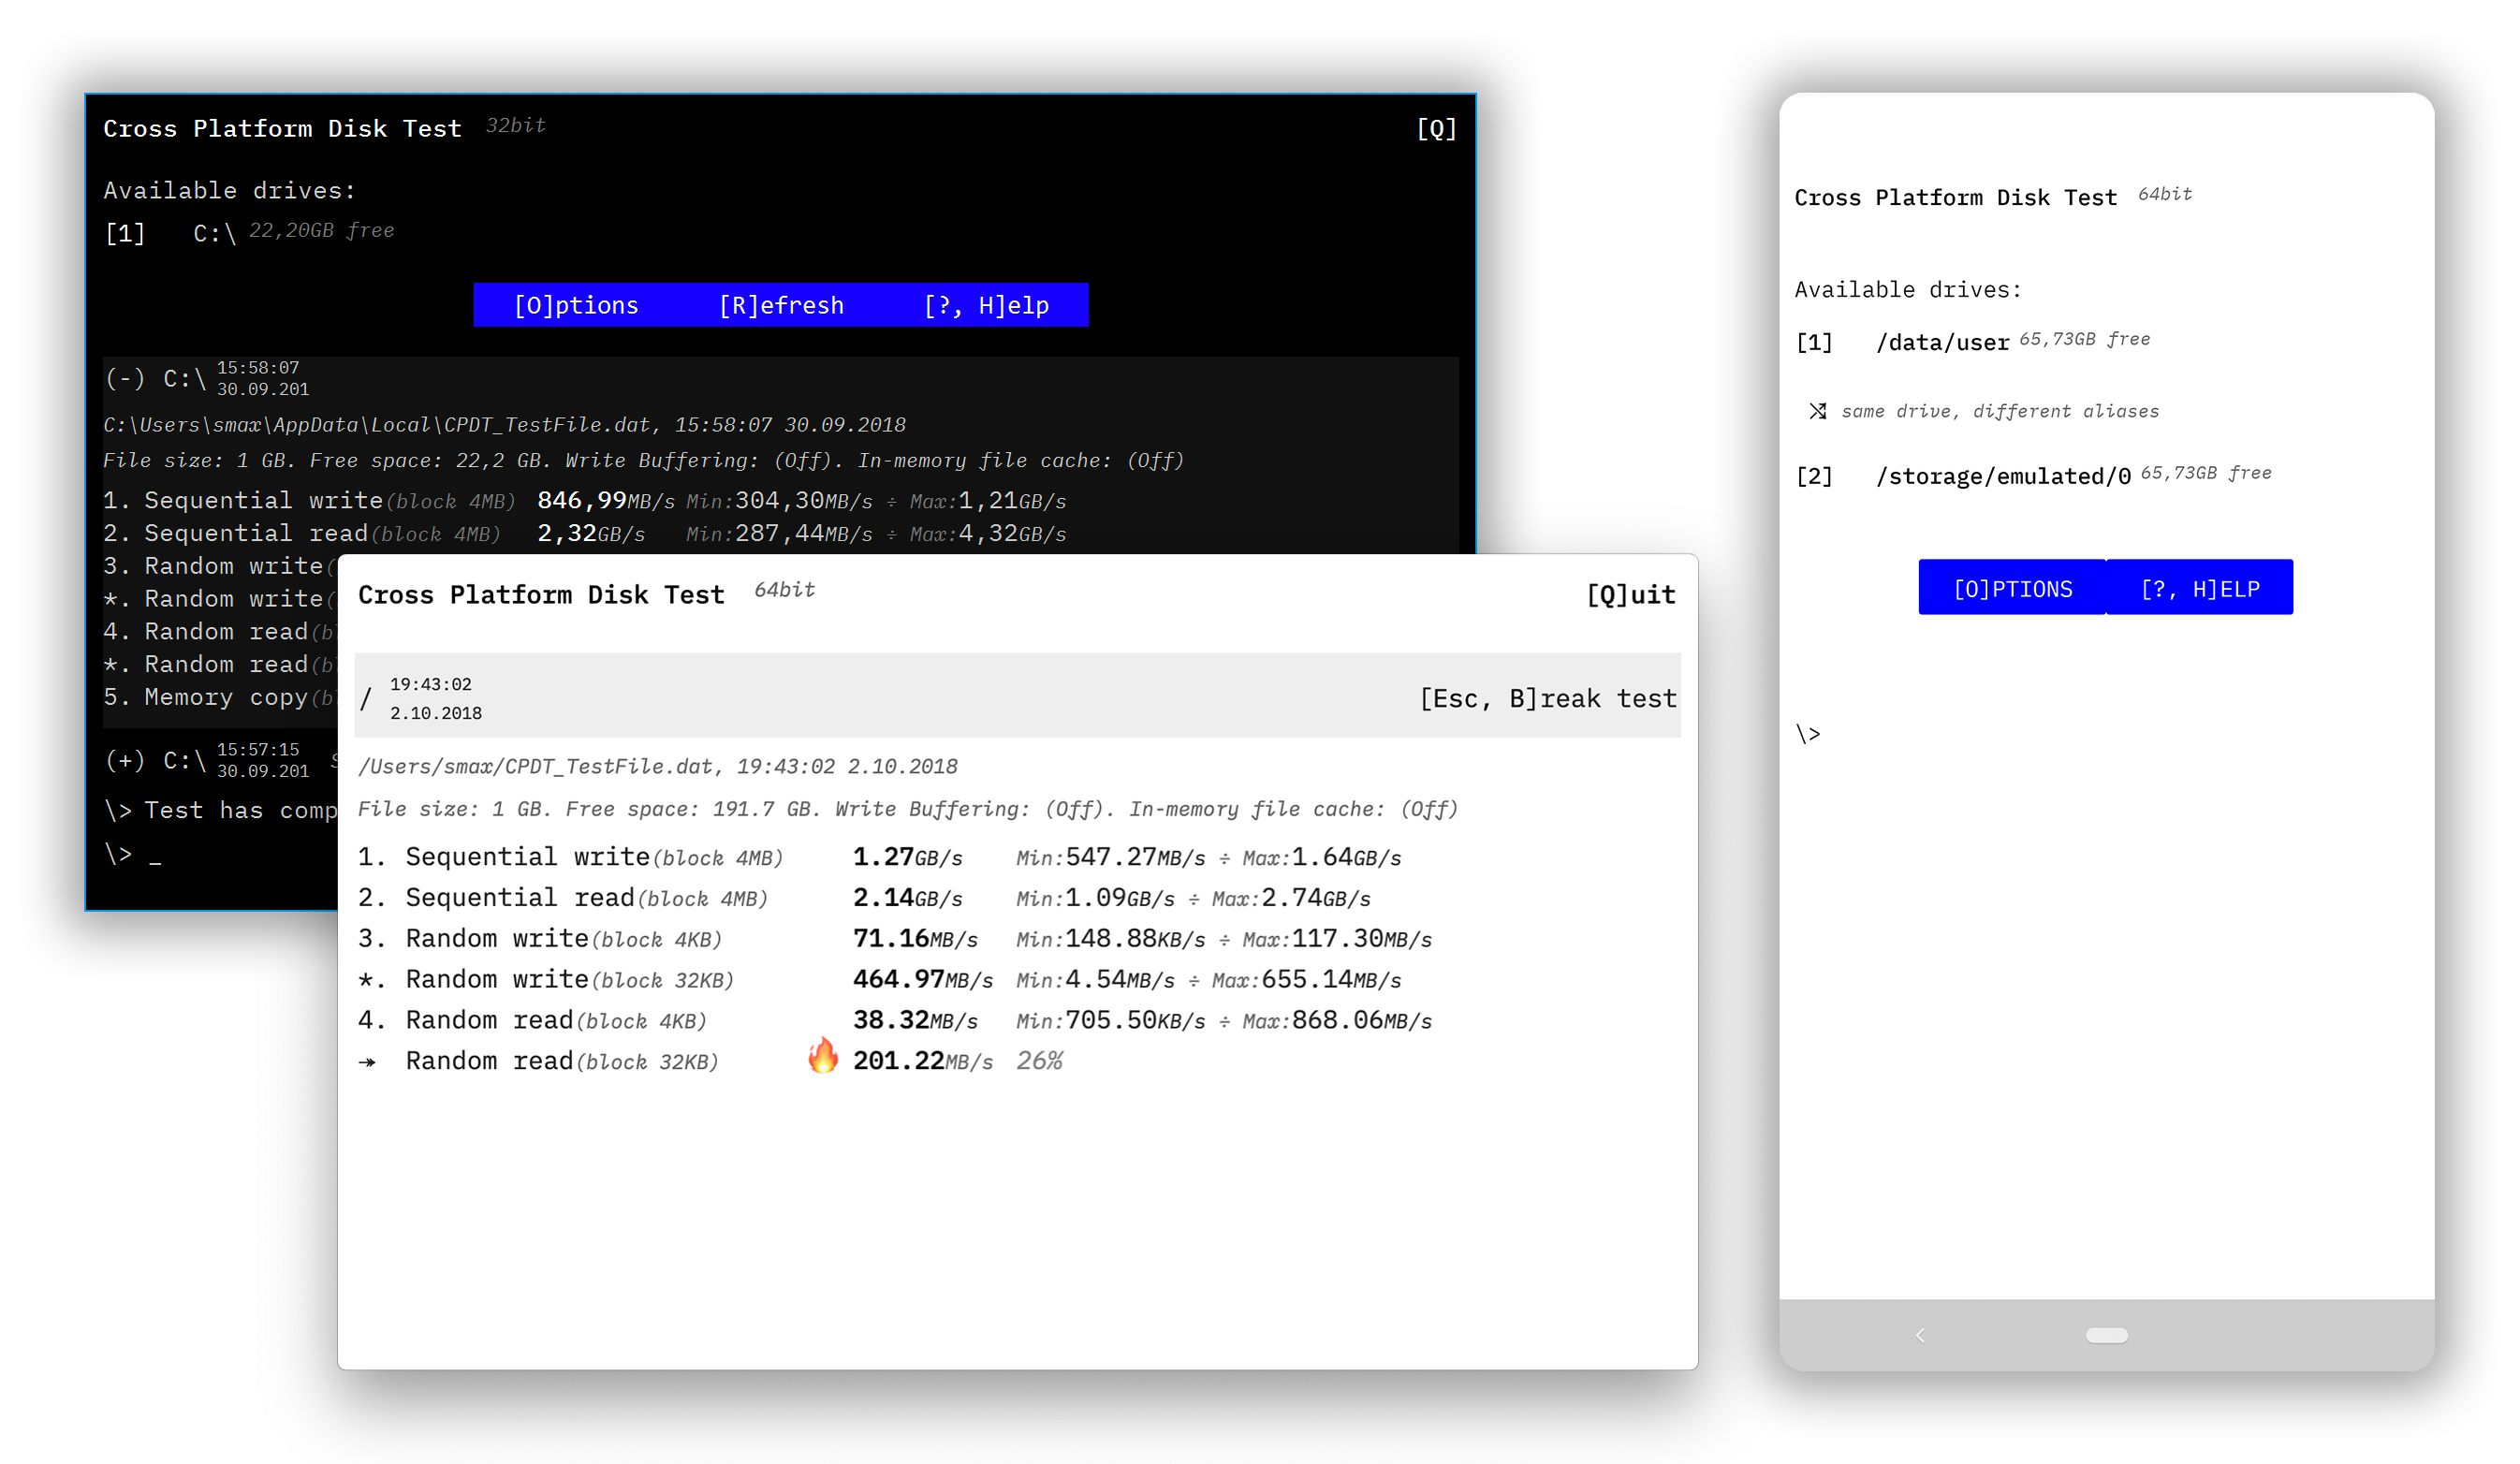 Cross Platform Disk Test 32bit [Q]
Available drives:
[1] C:\ 22,20GB free
[O]ptions [R]efresh [?, H]elp
(-) C:\ 15:58:07
30.09.201
C:\Users\smax\AppData\Local\CPDT_TestFile.dat, 15:58:07 30.09.2018
File size: 1 GB. Free space: 22,2 GB. Write Buffering: (Off). In-memory file cache: (Off)
1. Sequential write(block 4MB) 846,99MB/s Min:304,30MB/s ÷ Max:1,21GB/s
2. Sequential read(block 4MB) 2,32GB/s Min:287,44MB/s ÷ Max:4,32GB/s
3. Random write(
*. Random write(
4. Random read(bl
*. Random read(bl
5. Memory copy(bl
(+) C:\ 15:57:15
30.09.201
\> Test has comp
\> _
Cross Platform Disk Test 64bit [Q]uit
/ 19:43:02
2.10.2018
[Esc, B]reak test
/Users/smax/CPDT_TestFile.dat, 19:43:02 2.10.2018
File size: 1 GB. Free space: 191.7 GB. Write Buffering: (Off). In-memory file cache: (Off)
1. Sequential write(block 4MB) 1.27GB/s Min:547.27MB/s ÷ Max:1.64GB/s
2. Sequential read(block 4MB) 2.14GB/s Min:1.09GB/s ÷ Max:2.74GB/s
3. Random write(block 4KB) 71.16MB/s Min:148.88KB/s ÷ Max:117.30MB/s
*. Random write(block 32KB) 464.97MB/s Min:4.54MB/s ÷ Max:655.14MB/s
4. Random read(block 4KB) 38.32MB/s Min:705.50KB/s ÷ Max:868.06MB/s
↠ Random read(block 32KB) 🔥 201.22MB/s 26%
Cross Platform Disk Test 64bit
Available drives:
[1] /data/user 65,73GB free
⤮ same drive, different aliases
[2] /storage/emulated/0 65,73GB free
[O]PTIONS [?, H]ELP
\>